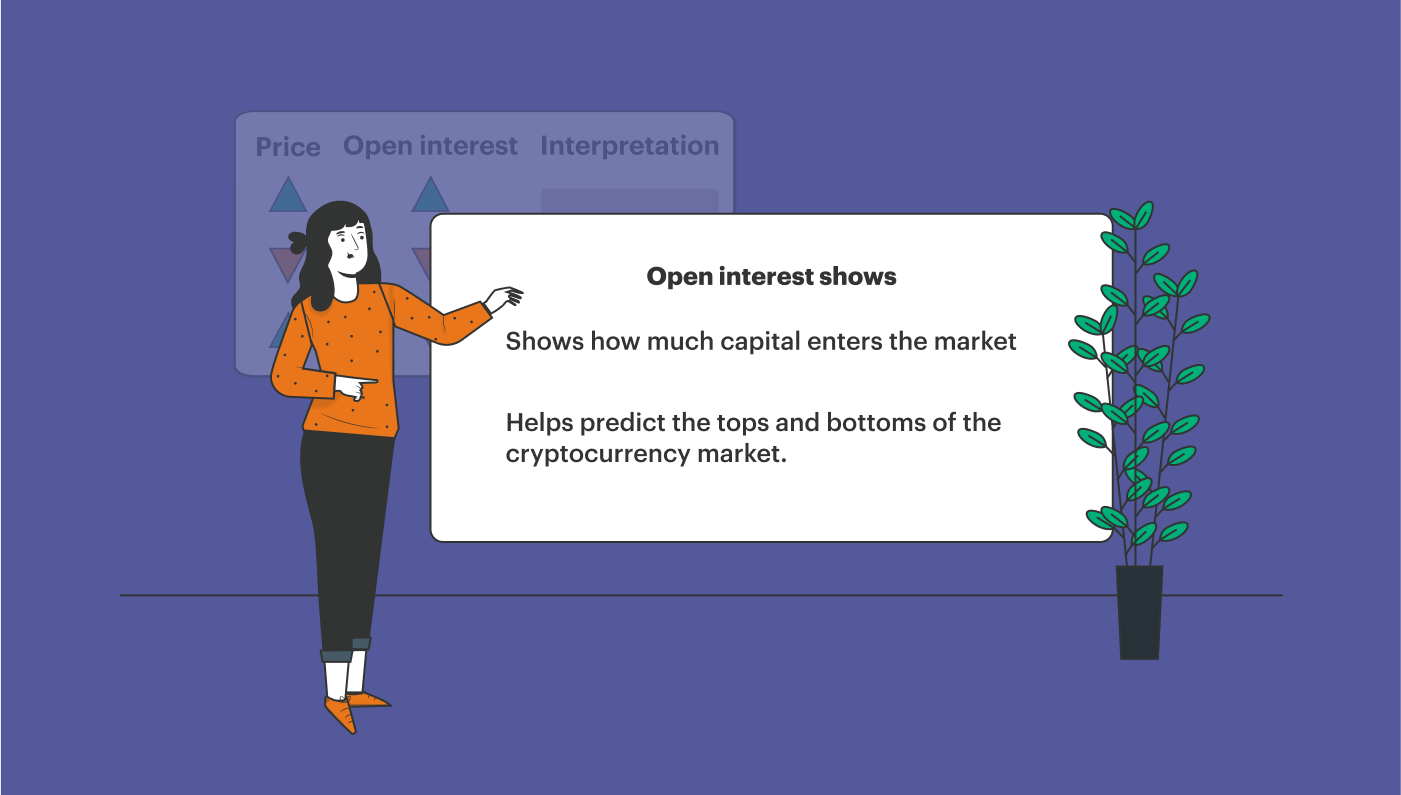 Price Open interest Interpretation
Open interest shows
Shows how much capital enters the market
Helps predict the tops and bottoms of the
cryptocurrency market.